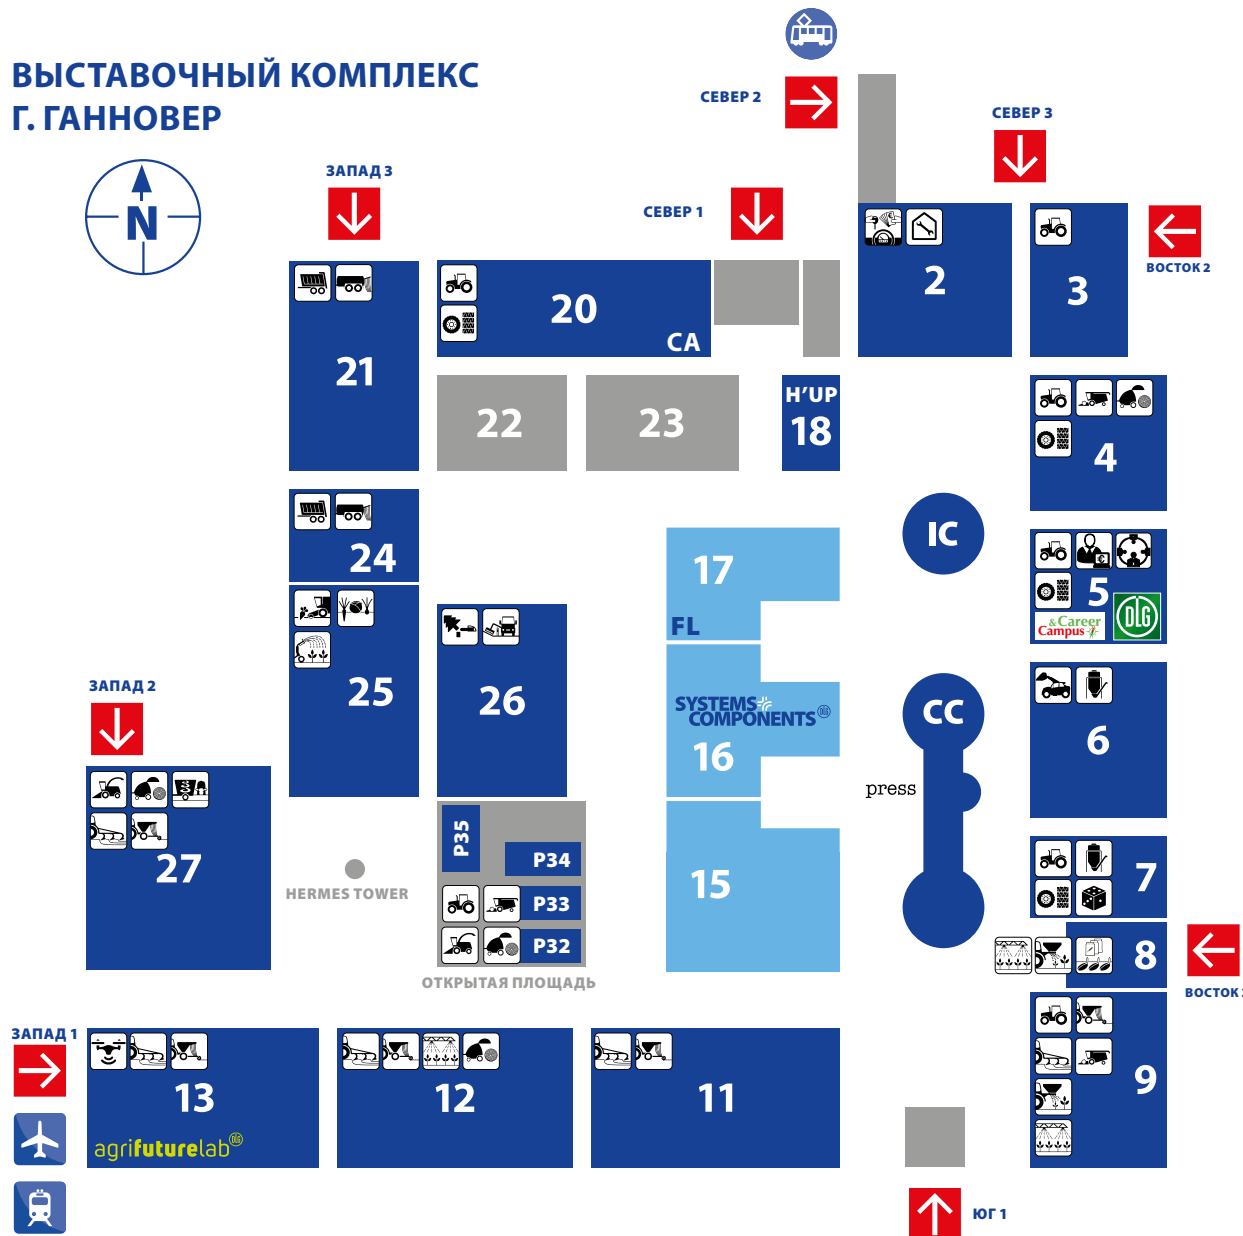 ВЫСТАВОЧНЫЙ КОМПЛЕКС
Г. ГАННОВЕР
N
СЕВЕР 2
СЕВЕР 3
ЗАПАД 3
СЕВЕР 1
ВОСТОК 2
2
3
20
CA
21
22
23
H'UP
18
4
24
IC
17
FL
5
&Career
Campus
DLG
25
26
SYSTEMS
COMPONENTS
DLG
16
CC
6
press
ЗАПАД 2
27
HERMES TOWER
P35
P34
P33
P32
ОТКРЫТАЯ ПЛОЩАДЬ
15
7
8
ВОСТОК
9
ЗАПАД 1
13
agrifuturelab
DLG
12
11
ЮГ 1